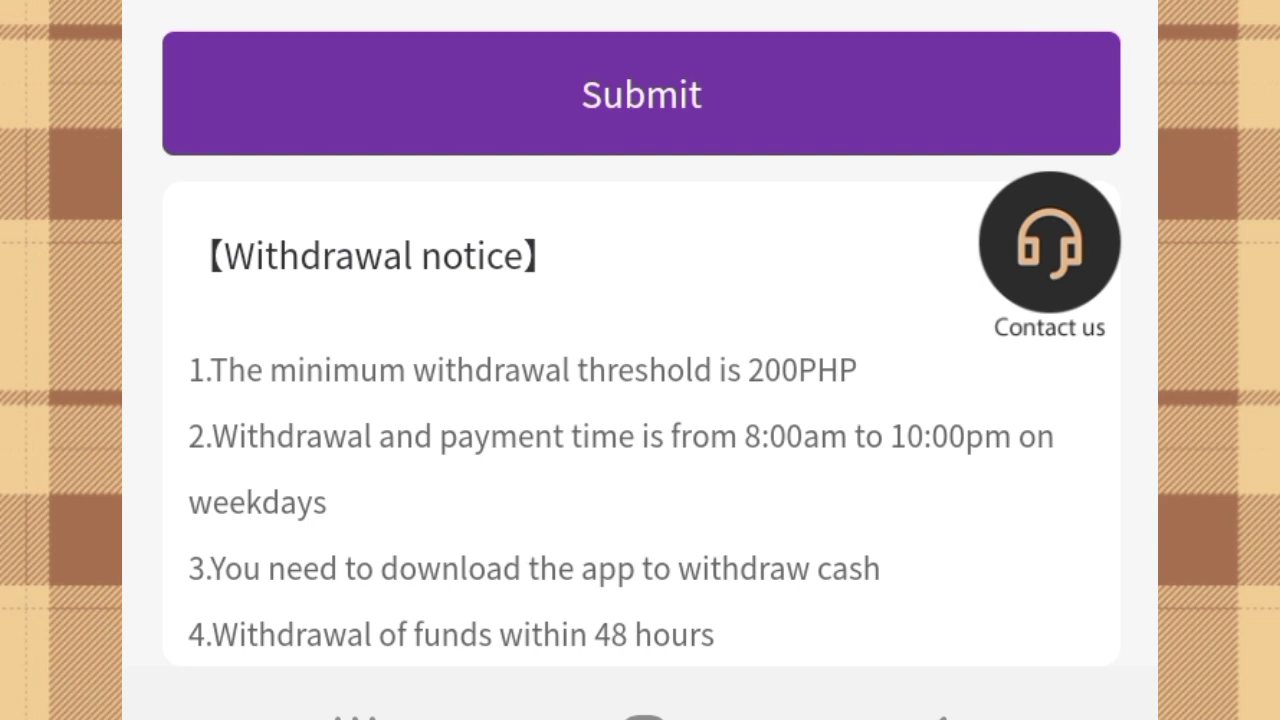 Submit
【Withdrawal notice】
Contact us
1.The minimum withdrawal threshold is 200PHP
2.Withdrawal and payment time is from 8:00am to 10:00pm on
weekdays
3.You need to download the app to withdraw cash
4.Withdrawal of funds within 48 hours